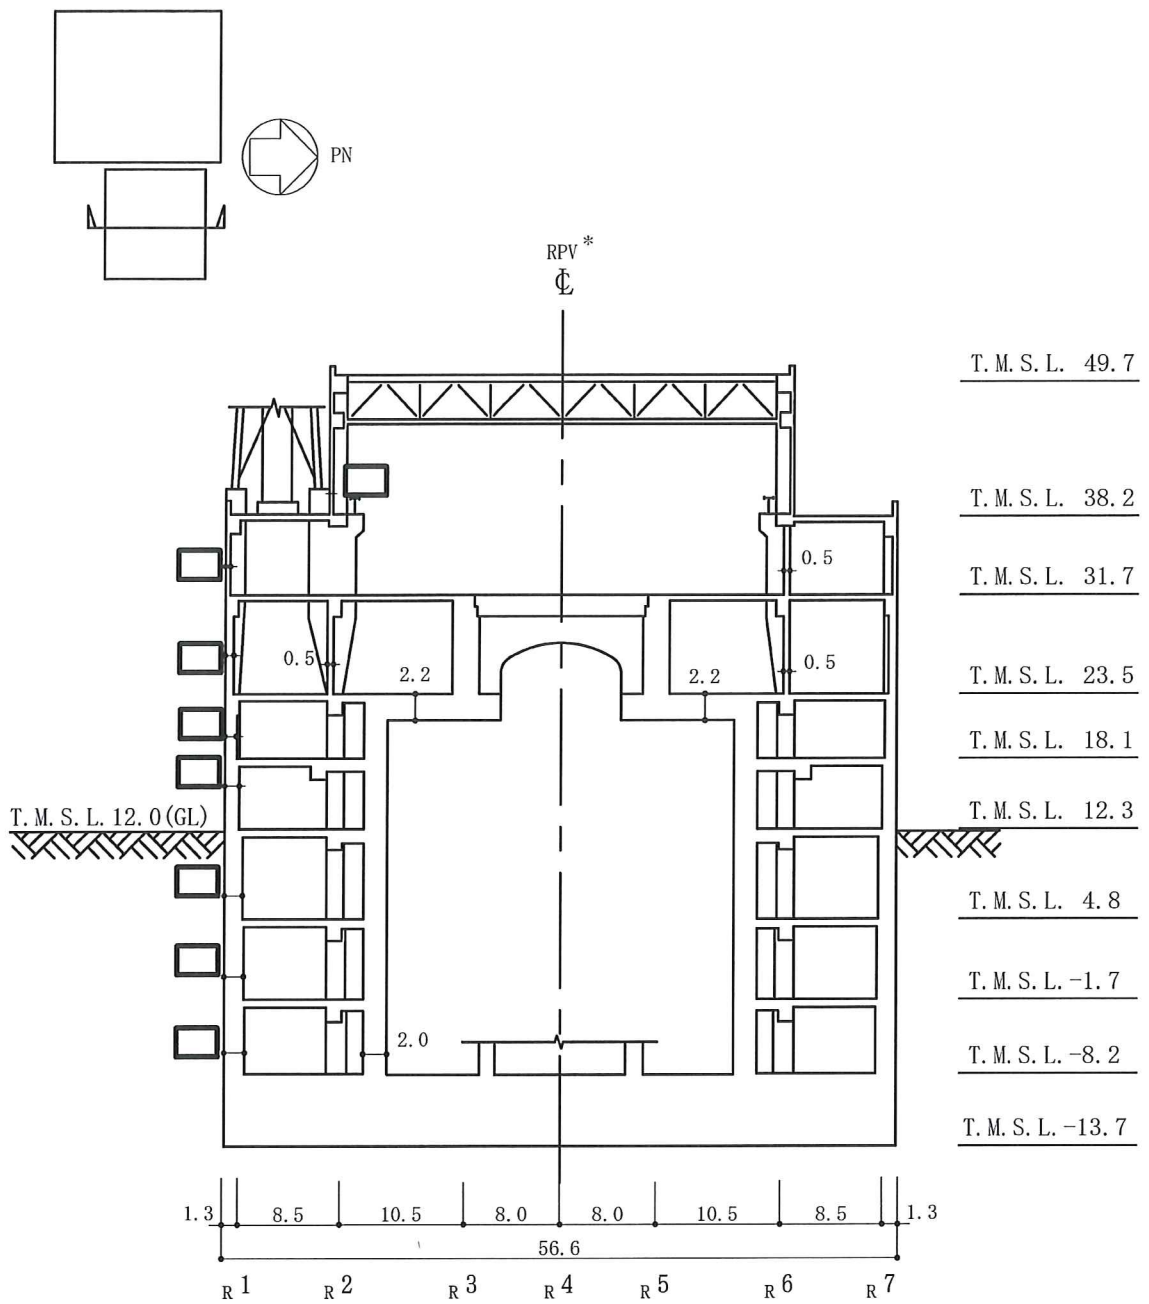 PN
RPV*
℄
T.M.S.L. 49.7
T.M.S.L. 38.2
0.5
T.M.S.L. 31.7
0.5
0.5
2.2
2.2
T.M.S.L. 23.5
T.M.S.L. 18.1
T.M.S.L.12.0(GL)
T.M.S.L. 12.3
T.M.S.L. 4.8
T.M.S.L.-1.7
2.0
T.M.S.L.-8.2
T.M.S.L.-13.7
1.3 8.5 10.5 8.0 8.0 10.5 8.5 1.3
56.6
R1 R2 R3 R4 R5 R6 R7